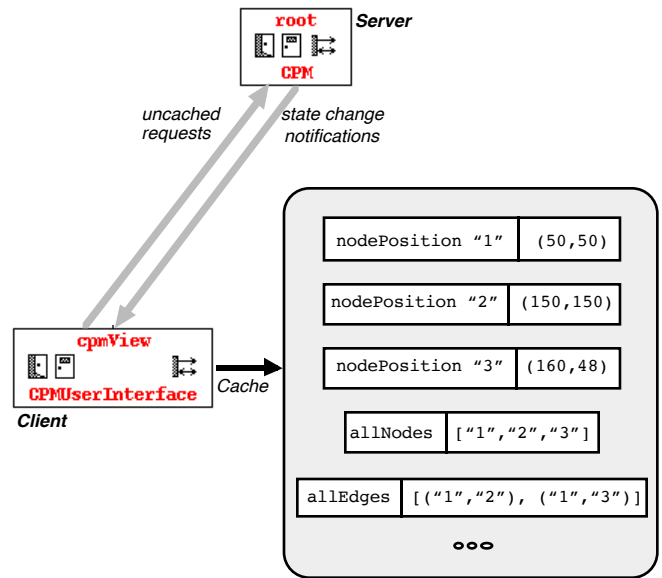 root
Server
CPM
uncached
requests
state change
notifications
nodePosition “1” (50,50)
nodePosition “2” (150,150)
cpmView
CPMUserInterface
Client
Cache
nodePosition “3” (160,48)
allNodes [“1”,“2”,“3”]
allEdges [(“1”,“2”), (“1”,“3”)]